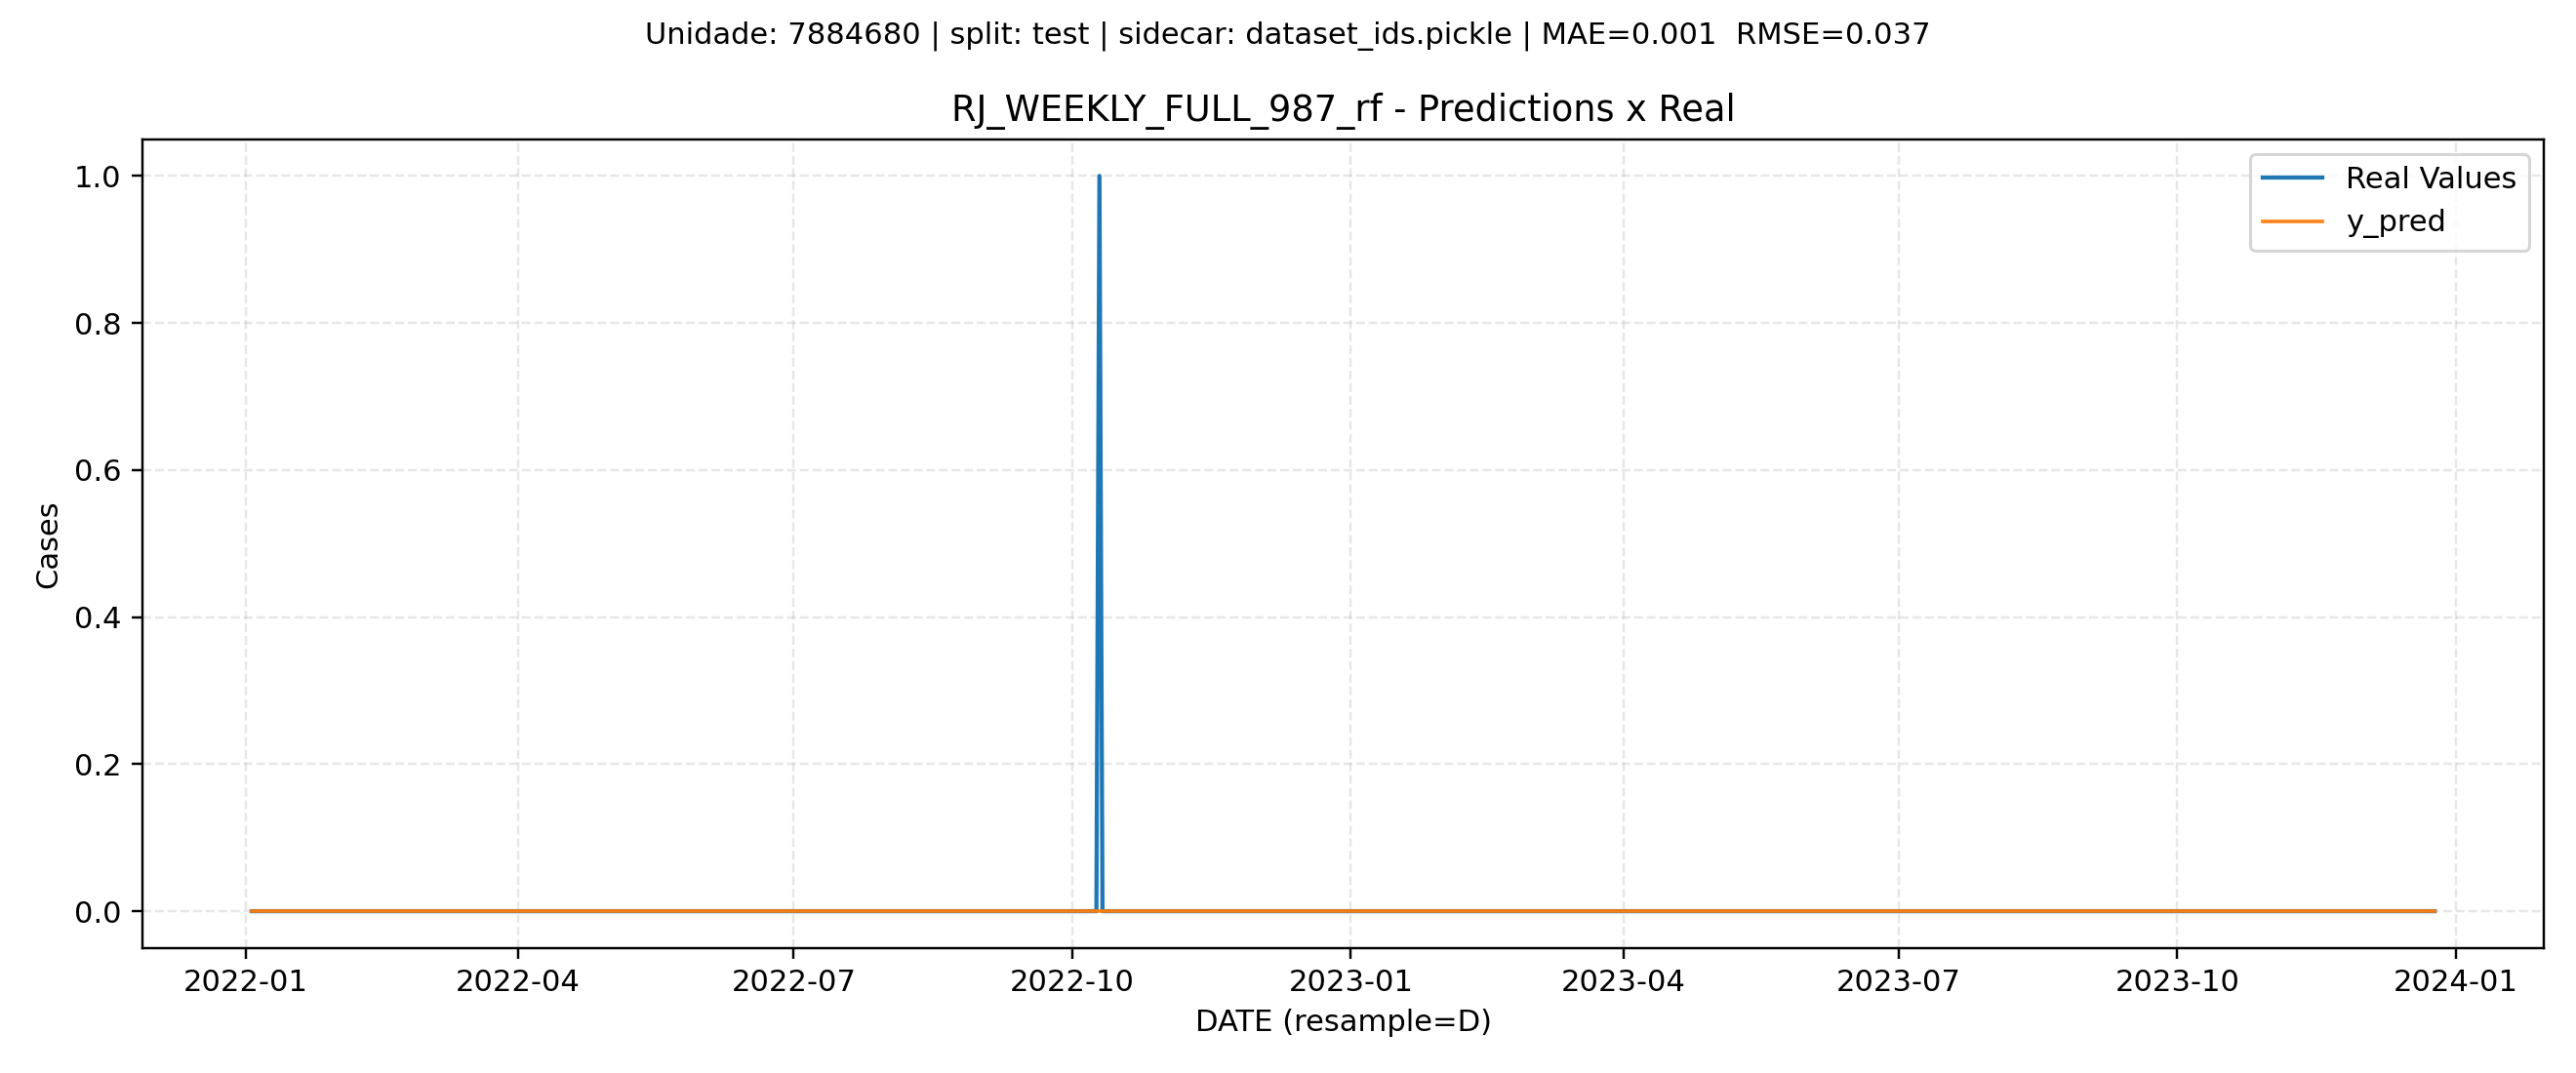 Unidade: 7884680 | split: test | sidecar: dataset_ids.pickle | MAE=0.001  RMSE=0.037
RJ_WEEKLY_FULL_987_rf - Predictions x Real
Real Values
y_pred
Cases
1.0
0.8
0.6
0.4
0.2
0.0
2022-01
2022-04
2022-07
2022-10
2023-01
2023-04
2023-07
2023-10
2024-01
DATE (resample=D)